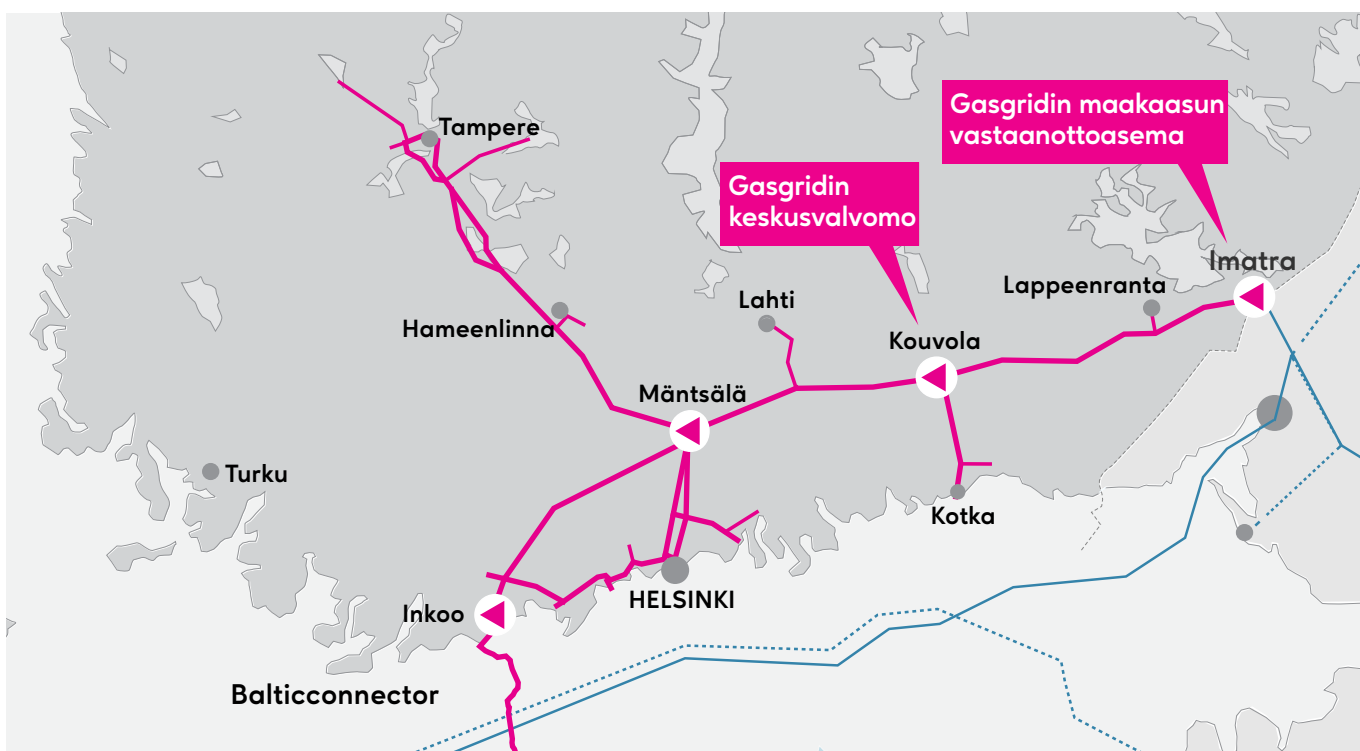 Gasgridin maakaasun
vastaanottoasema
Tampere
Gasgridin
keskusvalvomo
Imatra
Lappeenranta
Lahti
Hameenlinna
Kouvola
Mäntsälä
Turku
Kotka
HELSINKI
Inkoo
Balticconnector